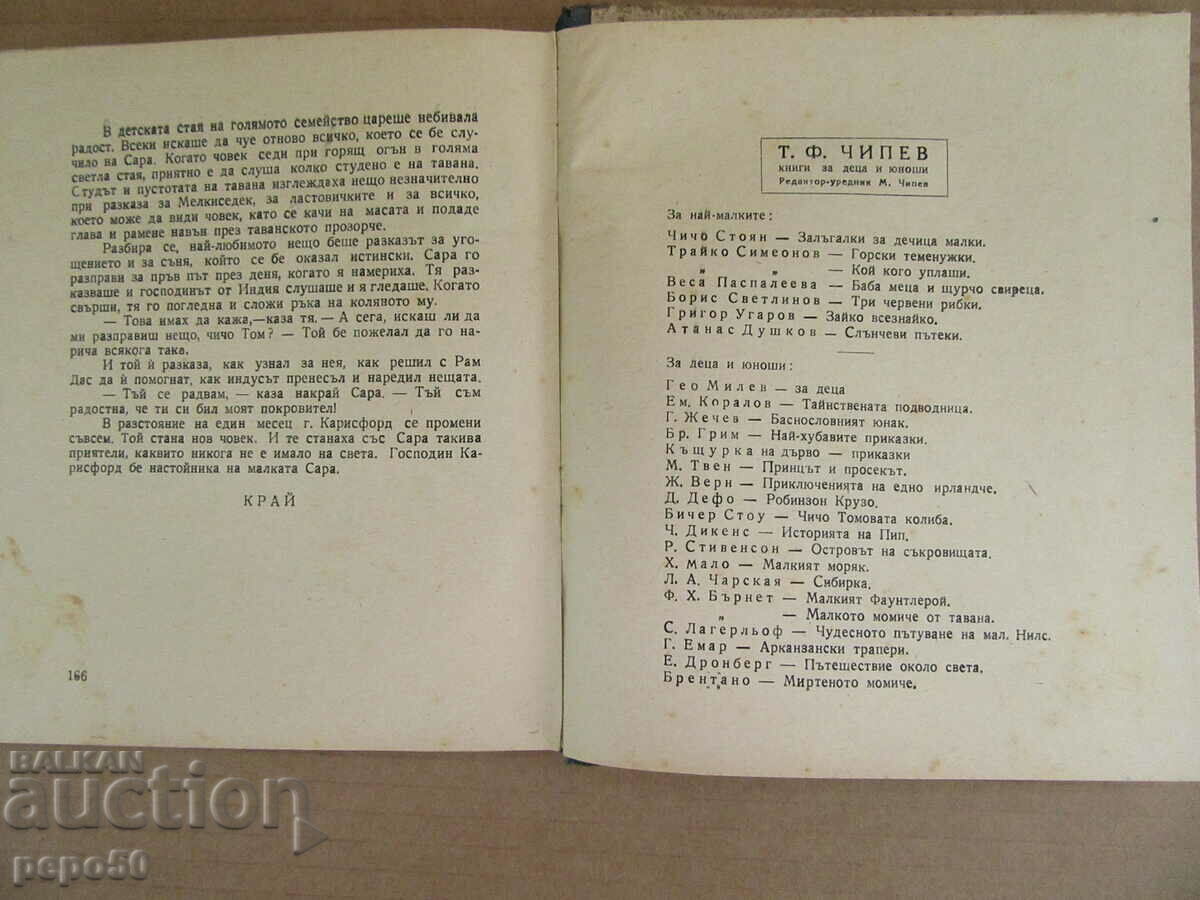 В детската стай на голямото семейство цареше небивала
радост. Всеки искаше да чуе отново всичко, което се бе слу-
чило на Сара. Когато човек седи при горящ огън в голяма
светла стая, приятно е да слуша колко студено е на тавана.
Студът и пустотата на тавана изглеждаха нещо незначително
при разказа за Мелкиседек, за ластовичките и за всичко,
което може да види човек, като се качи на масата и подаде
глава и рамене навън през таванското прозорче.
Разбира се, най-любимото нещо беше разказът за уго-
щението и за съня, който се бе оказал истински. Сара го
разправи за пръв път през деня, когато я намериха. Тя раз-
казваше и господинът от Индия слушаше и я гледаше. Когато
свърши, тя го погледна и сложи ръка на коляното му.
— Това имах да кажа,—каза тя.— А сега, искаш ли да
ми разправиш нещо, чичо Том? — Той бе пожелал да го на-
рича всякога така.
И той ѝ разказа, как узнал за нея, как решил с Рам
Дас да ѝ помогнат, как индусът пренесъл и наредил нещата.
— Тъй се радвам, — каза накрай Сара. — Тъй съм
радостна, че ти си бил моят покровител!
В разстояние на един месец г. Карисфорд се промени
съвсем. Той стана нов човек. И те станаха със Сара такива
приятели, каквито никога не е имало на света. Господин Ка-
рисфорд бе настойника на малката Сара.
КРАЙ
166
Т. Ф. ЧИПЕВ
книги за деца и юноши
Редактор-уредник М. Чипев
За най-малките:
Чичо Стоян — Залъгалки за дечица малки.
Трайко Симеонов — Горски теменужки.
„ „ — Кой кого уплаши.
Веса Паспалеева — Баба меца и щурчо свиреца.
Борис Светлинов — Три червени рибки.
Григор Угаров — Зайко всезнайко.
Атанас Душков — Слънчеви пътеки.
За деца и юноши:
Гео Милев — за деца
Ем. Коралов — Тайнствената подводница.
Г. Жечев — Баснословният юнак.
Бр. Грим — Най-хубавите приказки.
Къщурка на дърво — приказки
М. Твен — Принцът и просекът.
Ж. Верн — Приключенията на едно ирландче.
Д. Дефо — Робинзон Крузо.
Бичер Стоу — Чичо Томовата колиба.
Ч. Дикенс — Историята на Пип.
Р. Стивенсон — Островът на съкровищата.
Х. Мало — Малкият моряк.
Л. А. Чарская — Сибирка.
Ф. Х. Бърнет — Малкият Фаунтлерой.
„ — Малкото момиче от тавана.
С. Лагерльоф — Чудесното пътуване на мал. Нилс.
Г. Емар — Арканзански трапери.
Е. Дронберг — Пътешествие около света.
Брентано — Миртеното момиче.
BALKAN
auction
pepo50